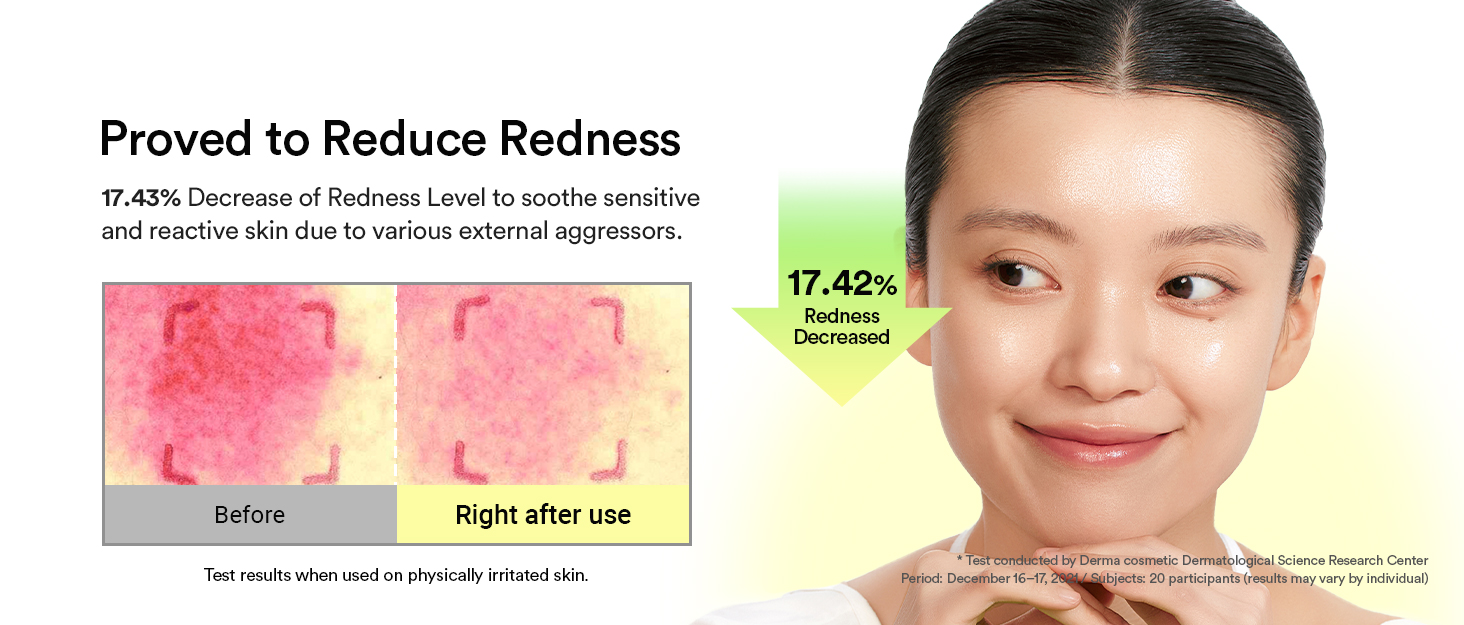 Proved to Reduce Redness
17.43% Decrease of Redness Level to soothe sensitive
and reactive skin due to various external aggressors.
17.42%
Redness
Decreased
Before
Right after use
Test results when used on physically irritated skin.
* Test conducted by Derma cosmetic Dermatological Science Research Center
Period: December 16–17, 2021 / Subjects: 20 participants (results may vary by individual)